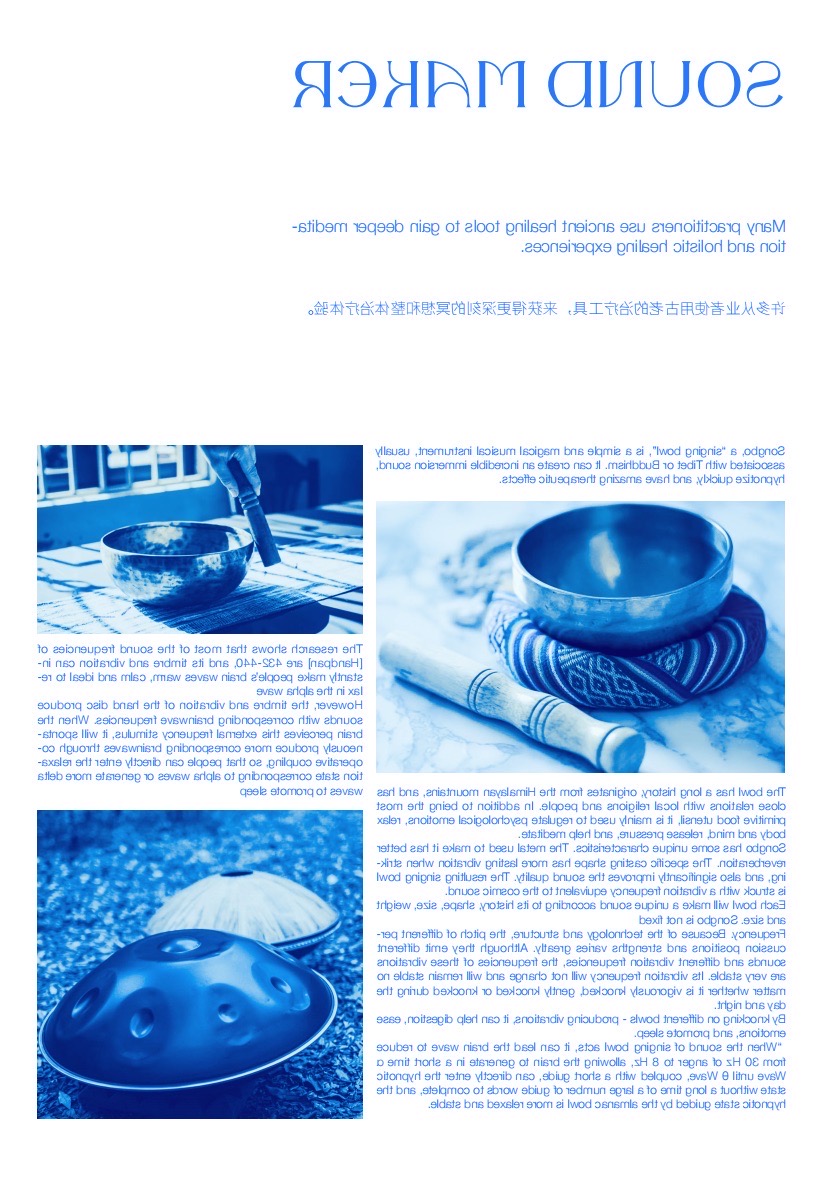 SOUND MAKER
Many practitioners use ancient healing tools to gain deeper medita-
tion and holistic healing experiences.
许多从业者使用古老的治疗工具，来获得更深刻的冥想和整体治疗体验。
Songbo, a "singing bowl", is a simple and magical musical instrument, usually
associated with Tibet or Buddhism. It can create an incredible immersion sound,
hypnotize quickly, and have amazing therapeutic effects.
The bowl has a long history, originates from the Himalayan mountains, and has
close relations with local religions and people. In addition to being the most
primitive food utensil, it is mainly used to regulate psychological emotions, relax
body and mind, release pressure, and help meditate.
Songbo has some unique characteristics. The metal used to make it has better
reverberation. The specific casting shape has more lasting vibration when strik-
ing, and also significantly improves the sound quality. The resulting singing bowl
is struck with a vibration frequency equivalent to the cosmic sound.
Each bowl will make a unique sound according to its history, shape, size, weight
and size. Songbo is not fixed
Frequency. Because of the technology and structure, the pitch of different per-
cussion positions and strengths varies greatly. Although they emit different
sounds and different vibration frequencies, the frequencies of these vibrations
are very stable. Its vibration frequency will not change and will remain stable no
matter whether it is vigorously knocked, gently knocked or knocked during the
day and night.
By knocking on different bowls - producing vibrations, it can help digestion, ease
emotions, and promote sleep.
"When the sound of singing bowl acts, it can lead the brain wave to reduce
from 30 Hz of anger to 8 Hz, allowing the brain to generate in a short time α
Wave until θ Wave, coupled with a short guide, can directly enter the hypnotic
state without a long time of a large number of guide words to complete, and the
hypnotic state guided by the almanac bowl is more relaxed and stable.
The research shows that most of the sound frequencies of
[Handpan] are 432-440, and its timbre and vibration can in-
stantly make people's brain waves warm, calm and ideal to re-
lax in the alpha wave
However, the timbre and vibration of the hand disc produce
sounds with corresponding brainwave frequencies. When the
brain perceives this external frequency stimulus, it will sponta-
neously produce more corresponding brainwaves through co-
operative coupling, so that people can directly enter the relaxa-
tion state corresponding to alpha waves or generate more delta
waves to promote sleep